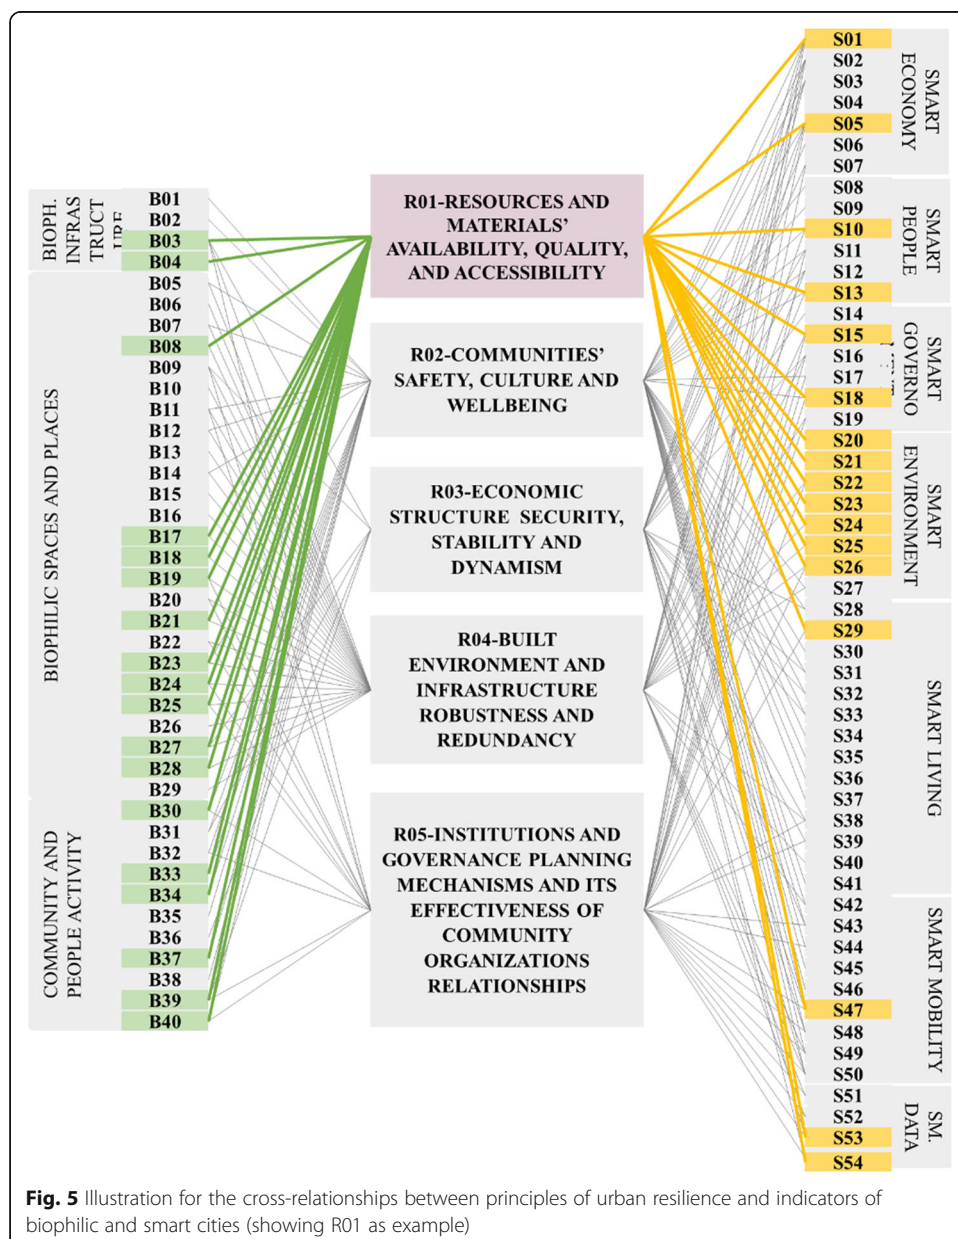 BIOPH.
INFRAS
TRUCT
URE
BIOPHILIC SPACES AND PLACES
COMMUNITY AND
PEOPLE ACTIVITY
B01
B02
B03
B04
B05
B06
B07
B08
B09
B10
B11
B12
B13
B14
B15
B16
B17
B18
B19
B20
B21
B22
B23
B24
B25
B26
B27
B28
B29
B30
B31
B32
B33
B34
B35
B36
B37
B38
B39
B40
R01-RESOURCES AND
MATERIALS’
AVAILABILITY, QUALITY,
AND ACCESSIBILITY
R02-COMMUNITIES’
SAFETY, CULTURE AND
WELLBEING
R03-ECONOMIC
STRUCTURE SECURITY,
STABILITY AND
DYNAMISM
R04-BUILT
ENVIRONMENT AND
INFRASTRUCTURE
ROBUSTNESS AND
REDUNDANCY
R05-INSTITUTIONS AND
GOVERNANCE PLANNING
MECHANISMS AND ITS
EFFECTIVENESS OF
COMMUNITY
ORGANIZATIONS
RELATIONSHIPS
S01
S02
S03
S04
S05
S06
S07
S08
S09
S10
S11
S12
S13
S14
S15
S16
S17
S18
S19
S20
S21
S22
S23
S24
S25
S26
S27
S28
S29
S30
S31
S32
S33
S34
S35
S36
S37
S38
S39
S40
S41
S42
S43
S44
S45
S46
S47
S48
S49
S50
S51
S52
S53
S54
SMART
ECONOMY
SMART
PEOPLE
SMART
GOVERNO
SMART
ENVIRONMENT
SMART LIVING
SMART MOBILITY
SM.
DATA
Fig. 5 Illustration for the cross-relationships between principles of urban resilience and indicators of
biophilic and smart cities (showing R01 as example)